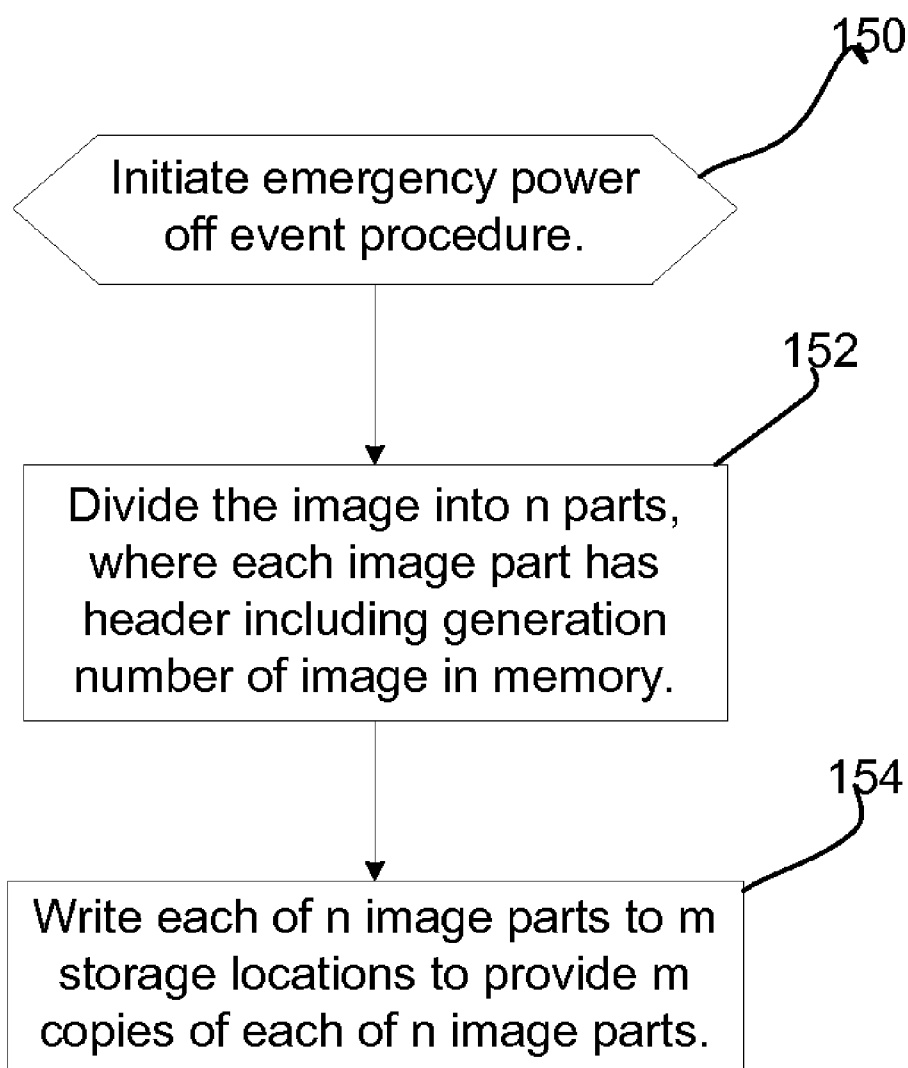 150
Initiate emergency power
off event procedure.
152
Divide the image into n parts,
where each image part has
header including generation
number of image in memory.
154
Write each of n image parts to m
storage locations to provide m
copies of each of n image parts.